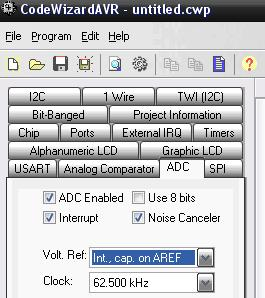 CodeWizardAVR - untitled.cwp
File Program Edit Help
I2C 1 Wire TWI (I2C)
Bit-Banged Project Information
Chip Ports External IRQ Timers
Alphanumeric LCD Graphic LCD
USART Analog Comparator ADC SPI
ADC Enabled Use 8 bits
Interrupt Noise Canceler
Volt. Ref: Int., cap. on AREF
Clock: 62.500 kHz